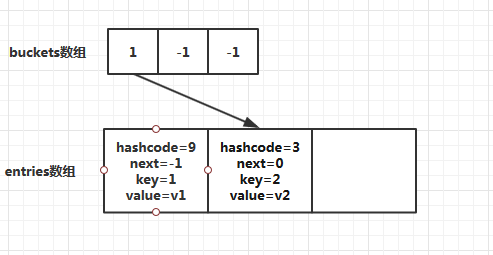 buckets数组
1
-1
-1
entries数组
hashcode=9
next=-1
key=1
value=v1
hashcode=3
next=0
key=2
value=v2